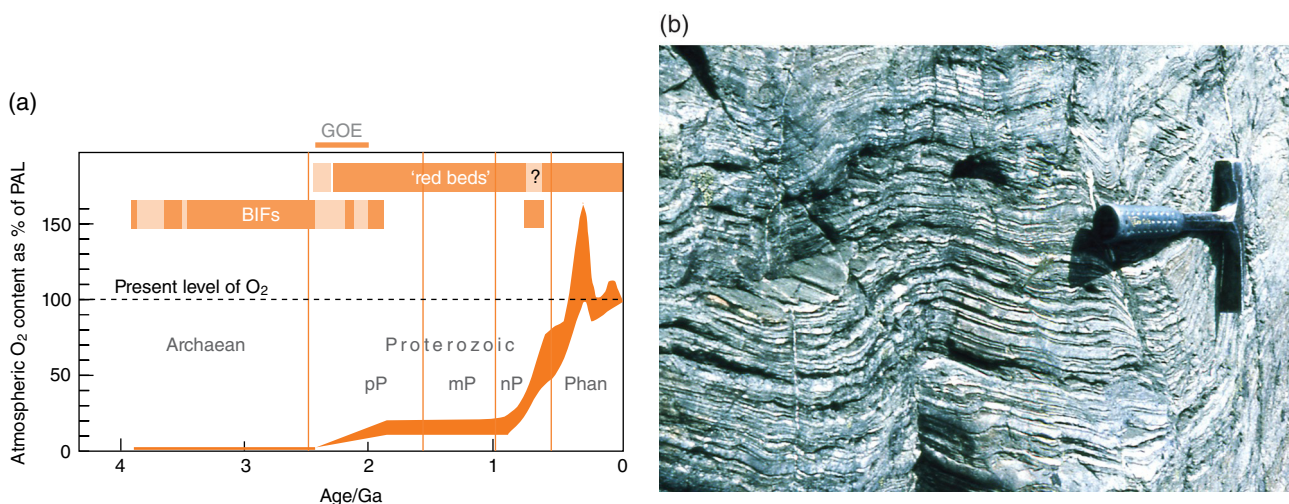 (a)
GOE
'red beds'
?
BIFs
150
Present level of O₂
100
Archaean
Proterozoic
50
pP
mP
nP
Phan
0
4
3
2
1
0
Age/Ga
Atmospheric O₂ content as % of PAL
(b)